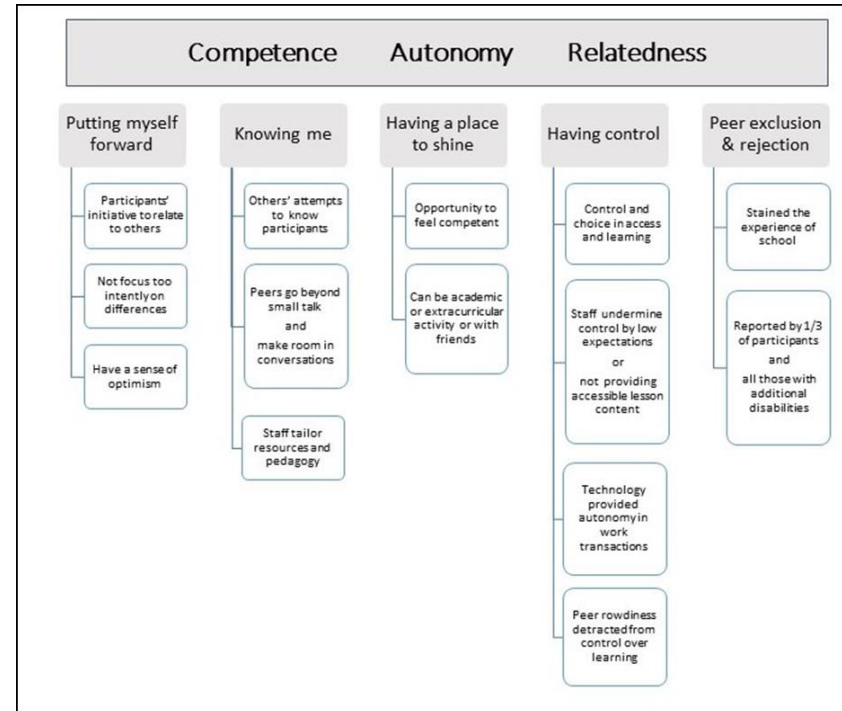 Competence Autonomy Relatedness
Putting myself
forward
Participants'
initiative to relate
to others
Not focus too
intently on
differences
Have a sense of
optimism
Knowing me
Others' attempts
to know
participants
Peers go beyond
small talk
and
make room in
conversations
Staff tailor
resources and
pedagogy
Having a place
to shine
Opportunity to
feel competent
Can be academic
or extracurricular
activity or with
friends
Having control
Control and
choice in access
and learning
Staff undermine
control by low
expectations
or
not providing
accessible lesson
content
Technology
provided
autonomy in
work
transactions
Peer rowdiness
detracted from
control over
learning
Peer exclusion
& rejection
Stained the
experience of
school
Reported by 1/3
of participants
and
all those with
additional
disabilities